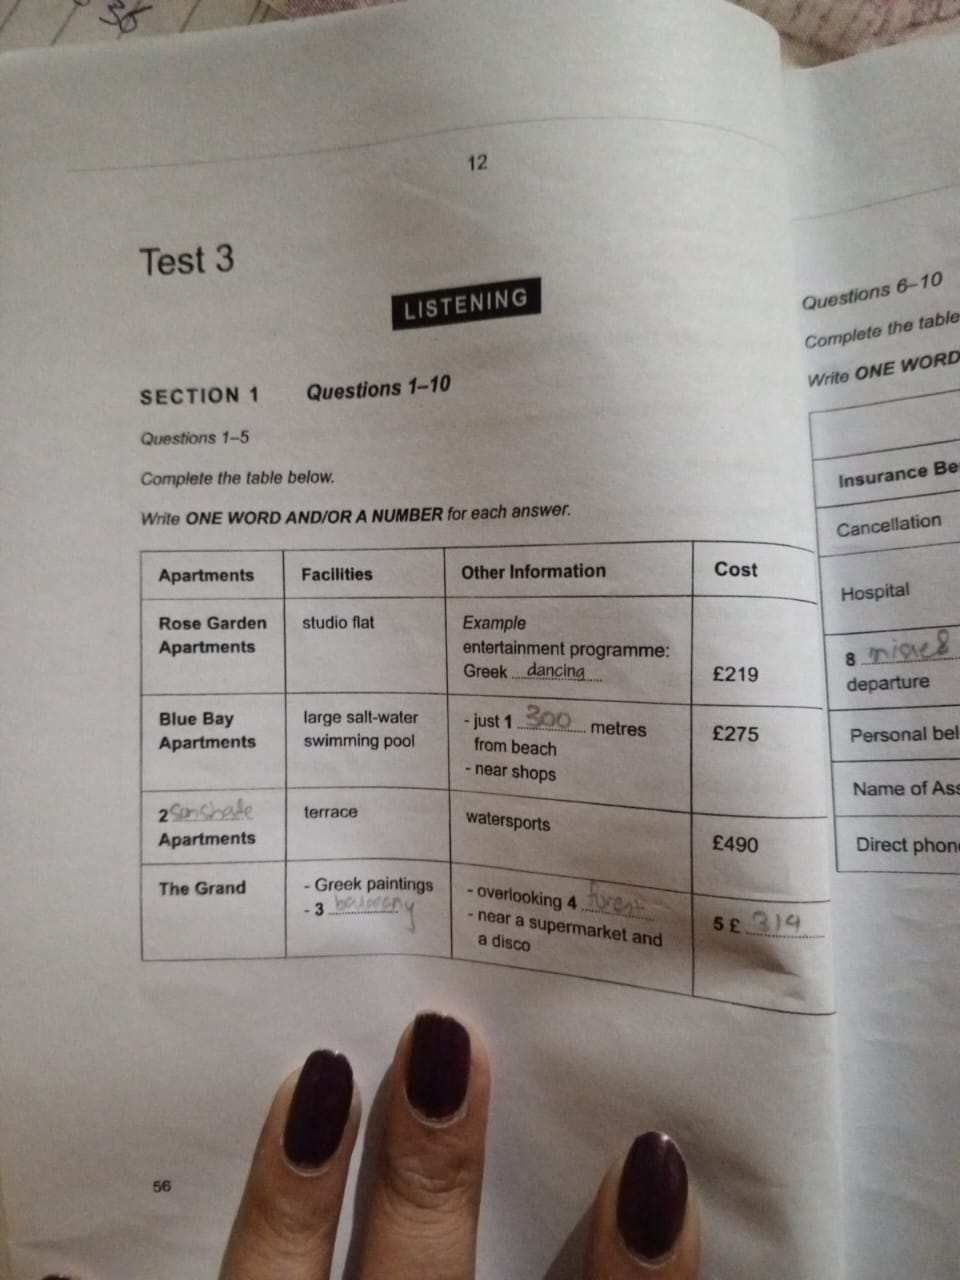 36
12
Test 3
LISTENING
SECTION 1 Questions 1–10
Questions 1–5
Complete the table below.
Write ONE WORD AND/OR A NUMBER for each answer.
Apartments Facilities Other Information Cost
Rose Garden Apartments studio flat Example
entertainment programme:
Greek dancing £219
Blue Bay Apartments large salt-water swimming pool - just 1 300 metres
from beach
- near shops £275
2 Apartments terrace watersports £490
The Grand - Greek paintings
- 3
- overlooking 4 forest
- near a supermarket and
a disco
5 £ 319
56
Questions 6–10
Complete the table
Write ONE WORD
Insurance Be
Cancellation
Hospital
8
departure
Personal bel
Name of Ass
Direct phon